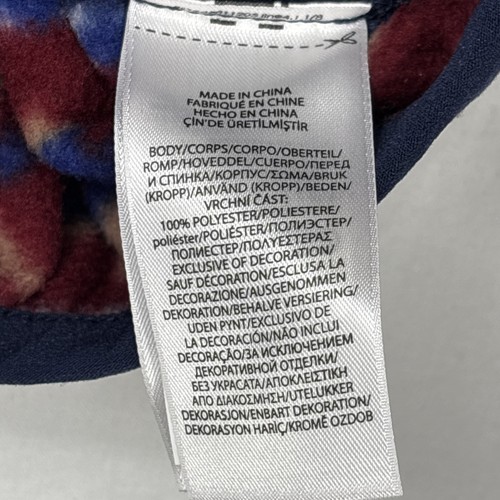 MADE IN CHINA
FABRIQUÉ EN CHINE
HECHO EN CHINA
ÇİN'DE ÜRETİLMİŞTİR
BODY/CORPS/CORPO/OBERTEIL/
ROMP/HOVEDDEL/CUERPO/ПЕРЕД
И СПИНКА/КОРПУС/ΣΩΜΑ/BRUK
(KROPP)/ANVÄND (KROPP)/BEDEN/
VRCHNÍ ČÁST:
100% POLYESTER/POLIESTERE/
poliéster/POLIÉSTER/ПОЛИЭСТЕР/
ПОЛИЕСТЕР/ΠΟΛΥΕΣΤΕΡΑΣ
EXCLUSIVE OF DECORATION/
SAUF DÉCORATION/ESCLUSA LA
DECORAZIONE/AUSGENOMMEN
DEKORATION/BEHALVE VERSIERING/
UDEN PYNT/EXCLUSIVO DE
LA DECORACIÓN/NÃO INCLUI
DECORAÇÃO/ЗА ИСКЛЮЧЕНИЕМ
ДЕКОРАТИВНОЙ ОТДЕЛКИ/
БЕЗ УКРАСАТА/ΑΠΟΚΛΕΙΣΤΙΚΗ
ΑΠΟ ΔΙΑΚΟΣΜΗΣΗ/UTELUKKER
DEKORASJON/ENBART DEKORATION/
DEKORASYON HARİÇ/KROMĚ OZDOB